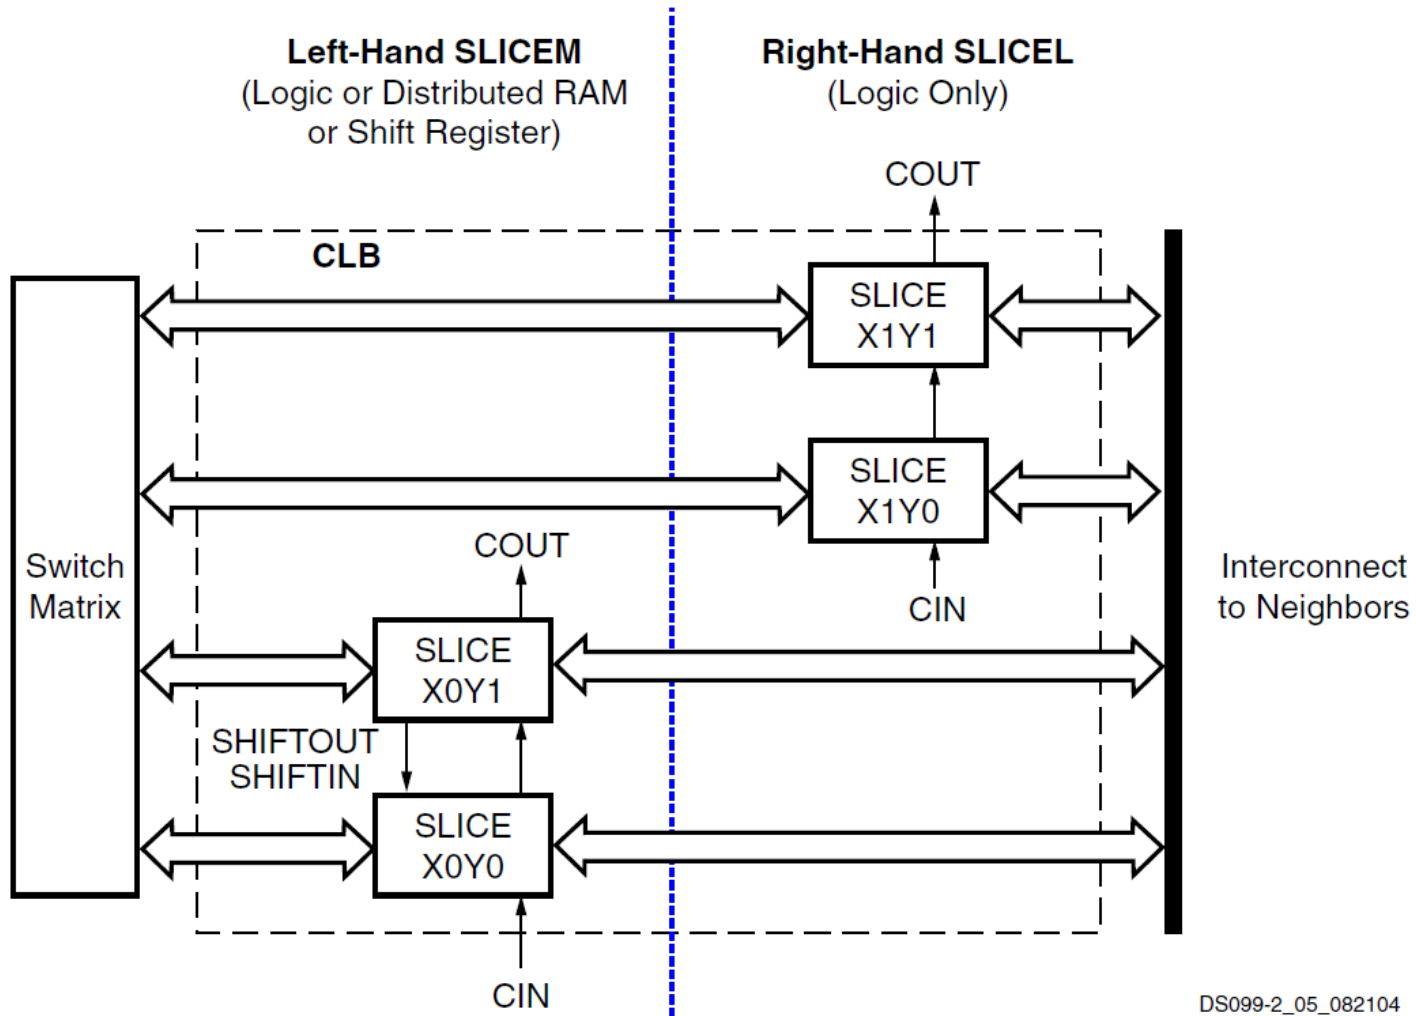 Left-Hand SLICEM
(Logic or Distributed RAM
or Shift Register)
Right-Hand SLICEL
(Logic Only)
COUT
CLB
SLICE
X1Y1
SLICE
X1Y0
CIN
COUT
Switch
Matrix
Interconnect
to Neighbors
SLICE
X0Y1
SHIFTOUT
SHIFTIN
SLICE
X0Y0
CIN
DS099-2_05_082104